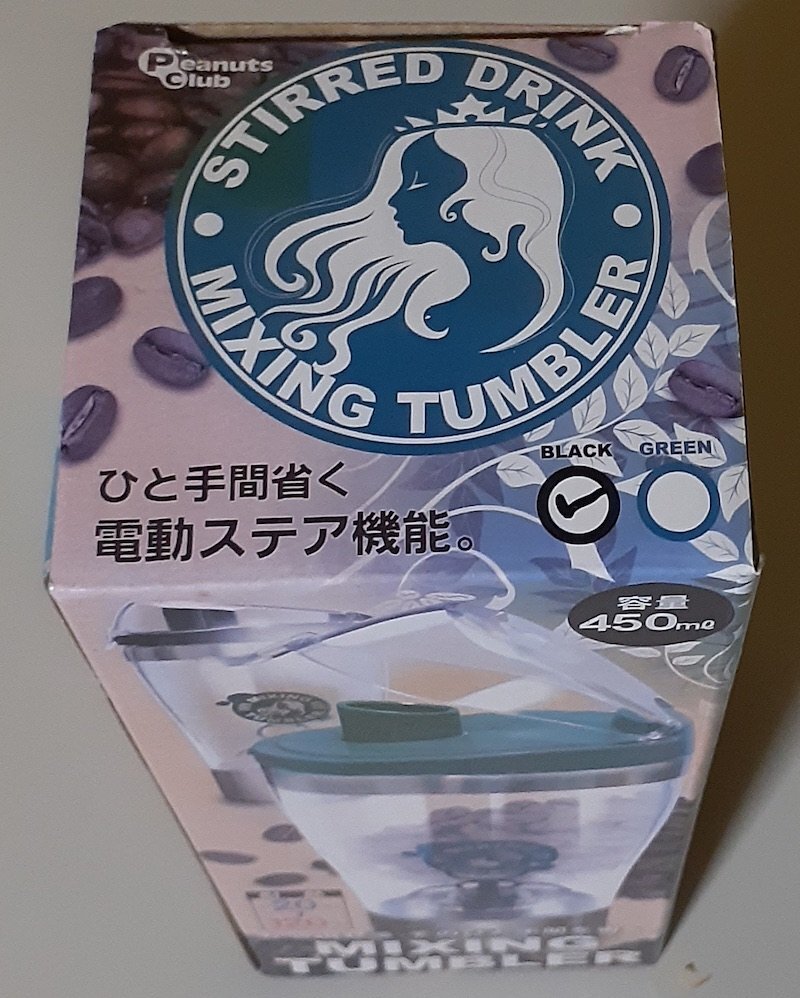 Peanuts
Club
STIRRED DRINK
MIXING TUMBLER
BLACK
GREEN
ひと手間省く
電動ステア機能。
容量
450ml
MIXING
TUMBLER